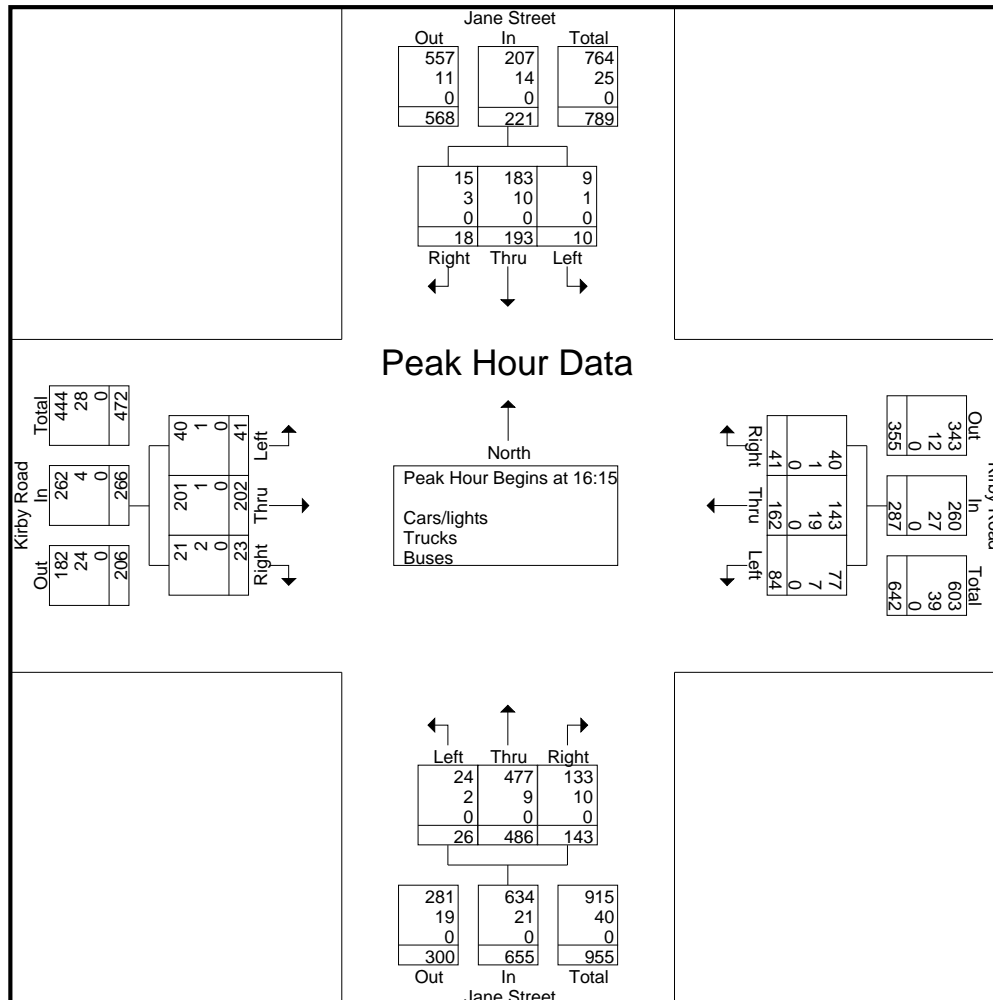 Jane Street
Out In Total
557 207 764
11 14 25
0 0 0
568 221 789
15 183 9
3 10 1
0 0 0
18 193 10
Right Thru Left
Peak Hour Data
Kirby Road
Total
444
28
0
472
In
262
4
0
266
Out
182
24
0
206
40
1
0
41
Left
201
1
0
202
Thru
21
2
0
23
Right
North
Peak Hour Begins at 16:15
Cars/lights
Trucks
Buses
Right
40
1
0
41
Thru
143
19
0
162
Left
77
7
0
84
Kirby Road
Out
343
12
0
355
In
260
27
0
287
Total
603
39
0
642
Left Thru Right
24 477 133
2 9 10
0 0 0
26 486 143
281 634 915
19 21 40
0 0 0
300 655 955
Out In Total
Jane Street